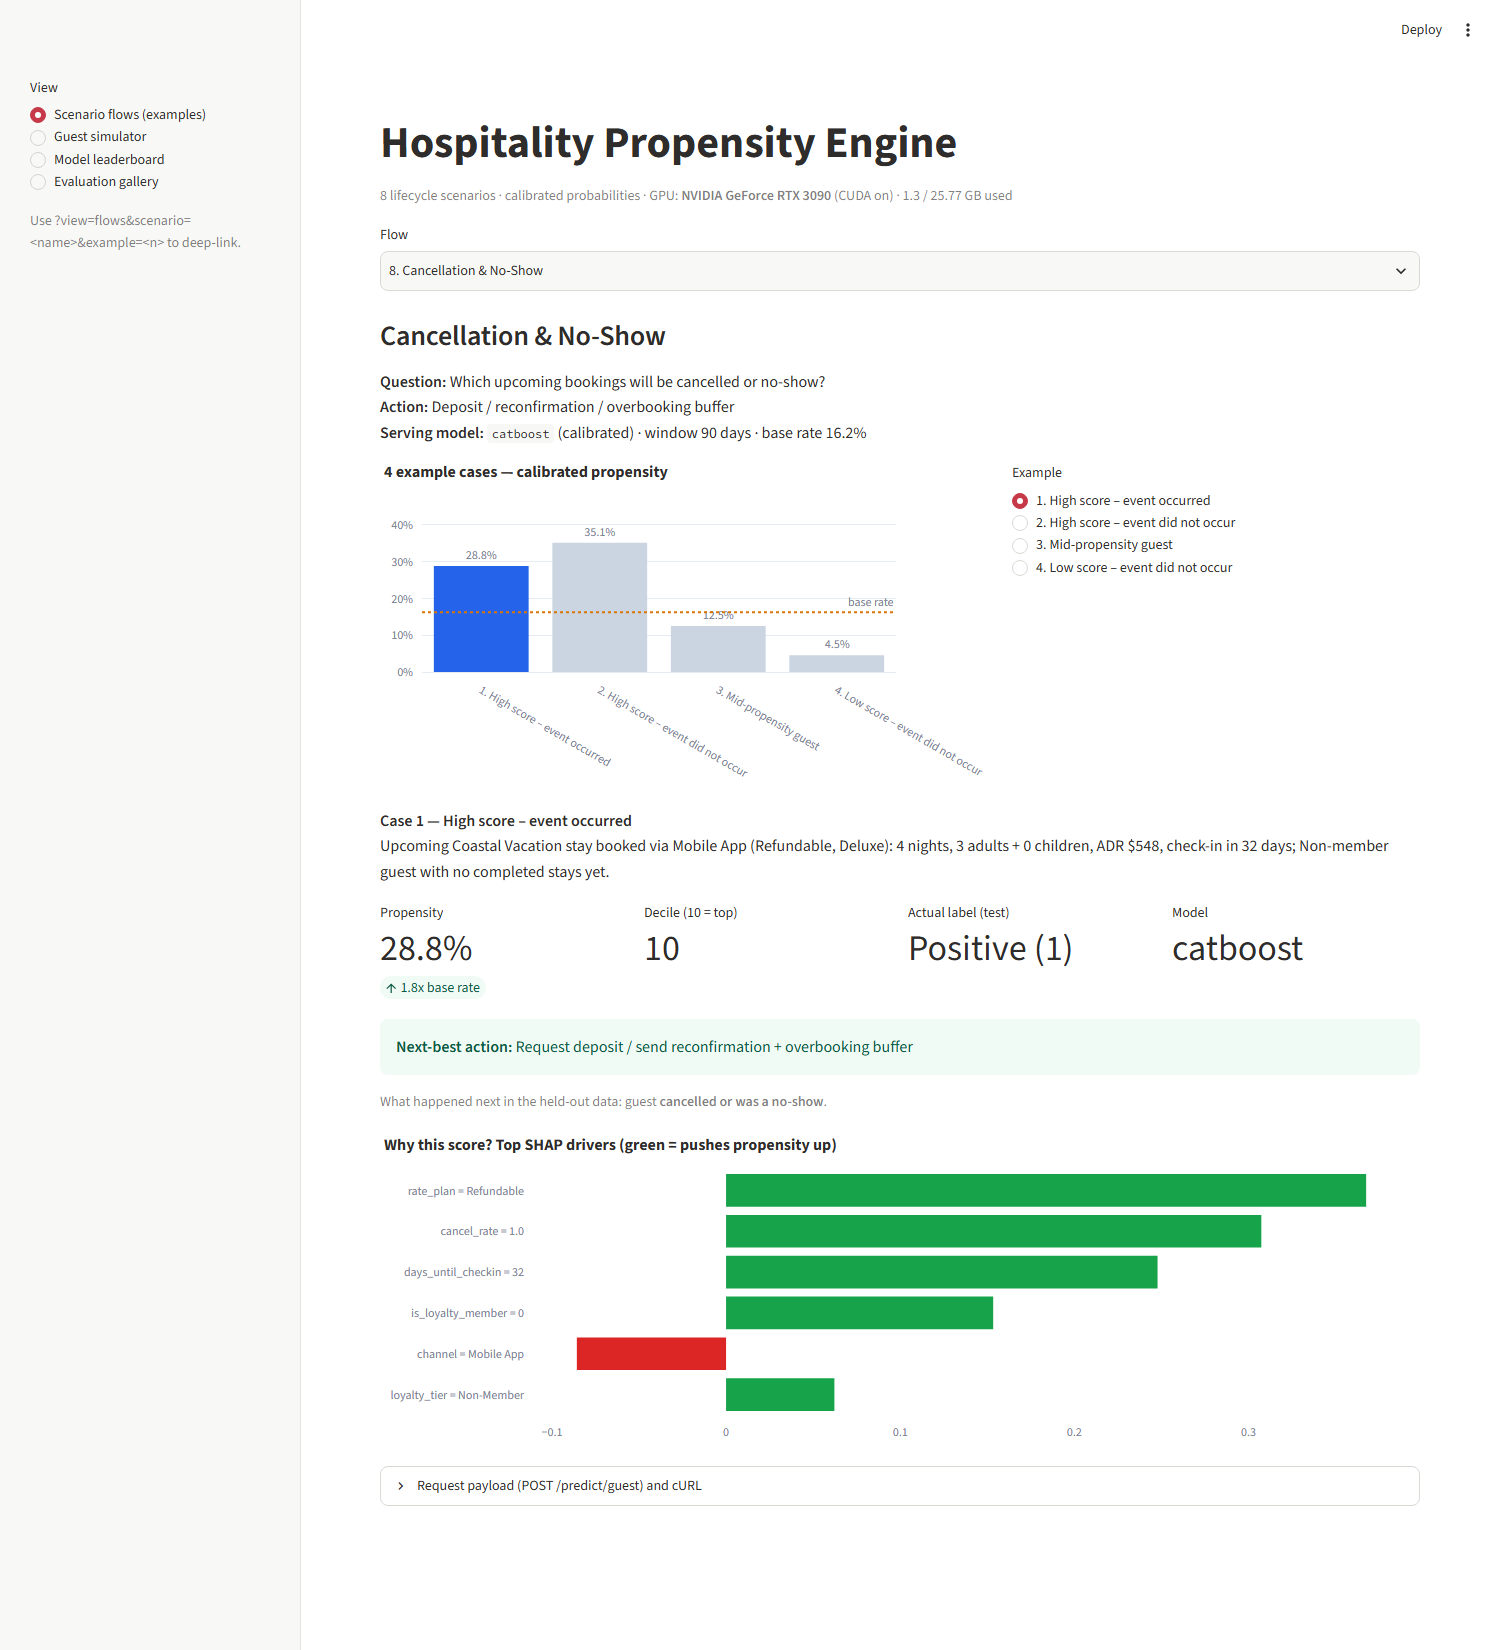 Deploy
View
Scenario flows (examples)
Guest simulator
Model leaderboard
Evaluation gallery
Use ?view=flows&scenario=
<name>&example=<n> to deep-link.
Hospitality Propensity Engine
8 lifecycle scenarios · calibrated probabilities · GPU: NVIDIA GeForce RTX 3090 (CUDA on) · 1.3 / 25.77 GB used
Flow
8. Cancellation & No-Show
Cancellation & No-Show
Question: Which upcoming bookings will be cancelled or no-show?
Action: Deposit / reconfirmation / overbooking buffer
Serving model: catboost (calibrated) · window 90 days · base rate 16.2%
4 example cases — calibrated propensity
40%
30%
20%
10%
0%
28.8%
35.1%
12.5%
4.5%
base rate
1. High score – event occurred
2. High score – event did not occur
3. Mid-propensity guest
4. Low score – event did not occur
Example
1. High score – event occurred
2. High score – event did not occur
3. Mid-propensity guest
4. Low score – event did not occur
Case 1 — High score – event occurred
Upcoming Coastal Vacation stay booked via Mobile App (Refundable, Deluxe): 4 nights, 3 adults + 0 children, ADR $548, check-in in 32 days; Non-member
guest with no completed stays yet.
Propensity
28.8%
↑ 1.8x base rate
Decile (10 = top)
10
Actual label (test)
Positive (1)
Model
catboost
Next-best action: Request deposit / send reconfirmation + overbooking buffer
What happened next in the held-out data: guest cancelled or was a no-show.
Why this score? Top SHAP drivers (green = pushes propensity up)
rate_plan = Refundable
cancel_rate = 1.0
days_until_checkin = 32
is_loyalty_member = 0
channel = Mobile App
loyalty_tier = Non-Member
−0.1
0
0.1
0.2
0.3
Request payload (POST /predict/guest) and cURL